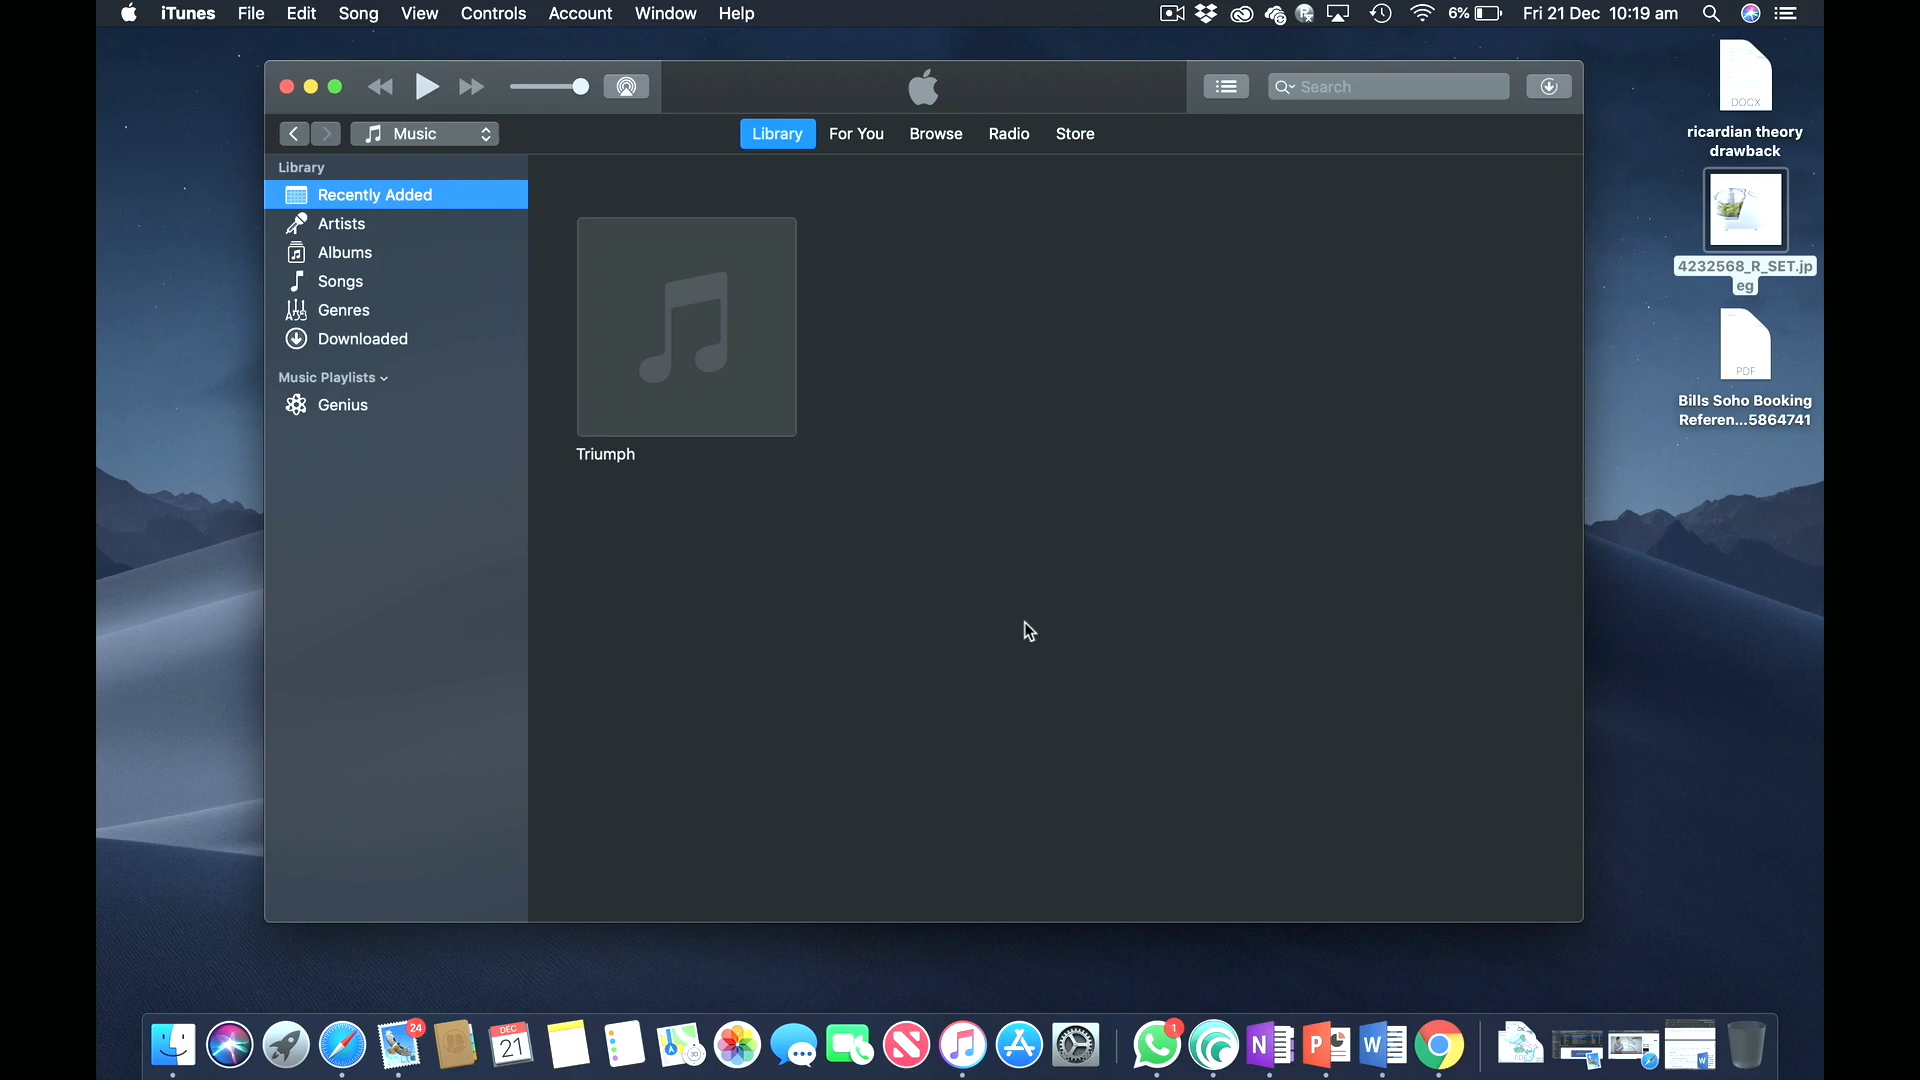 iTunes File Edit Song View Controls Account Window Help
6% Fri 21 Dec 10:19 am
Search
Music
Library For You Browse Radio Store
Library
Recently Added
Artists
Albums
Songs
Genres
Downloaded
Music Playlists
Genius
Triumph
DOCX
ricardian theory
drawback
4232568_R_SET.jp
eg
PDF
Bills Soho Booking
Referen...5864741
24
DEC
21
1
N
P
W